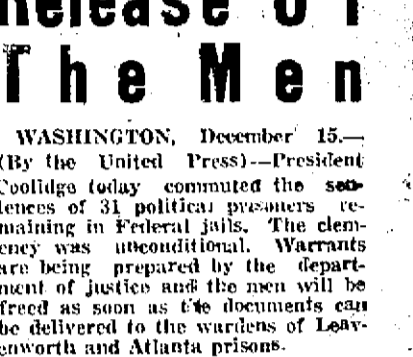 Release Of
The Men
WASHINGTON, December 15.—
(By the United Press)—President
Coolidge today commuted the sen-
tences of 31 political prisoners re-
maining in Federal jails. The clem-
ency was unconditional. Warrants
are being prepared by the depart-
ment of justice and the men will be
freed as soon as the documents can
be delivered to the wardens of Leav-
enworth and Atlanta prisons.